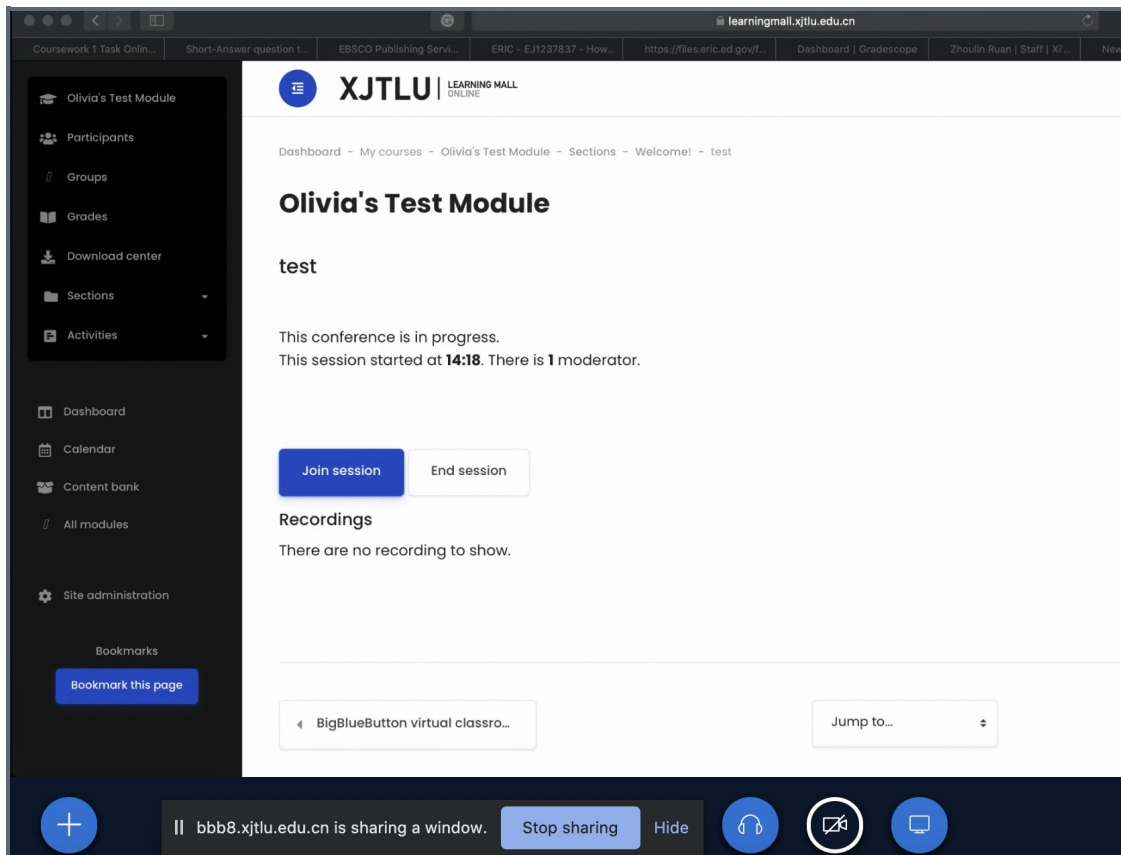 learningmall.xjtlu.edu.cn
Coursework 1 Task Onlin...
Short-Answer question t...
EBSCO Publishing Servi...
ERIC - EJ1237837 - How...
https://files.eric.ed.gov/f...
Dashboard | Gradescope
Zhoulin Ruan | Staff | Xi'...
New
Olivia's Test Module
Participants
Groups
Grades
Download center
Sections
Activities
Dashboard
Calendar
Content bank
All modules
Site administration
Bookmarks
Bookmark this page
XJTLU | LEARNING MALL
ONLINE
Dashboard - My courses - Olivia's Test Module - Sections - Welcome! - test
Olivia's Test Module
test
This conference is in progress.
This session started at 14:18. There is 1 moderator.
Join session
End session
Recordings
There are no recording to show.
BigBlueButton virtual classro...
Jump to...
bbb8.xjtlu.edu.cn is sharing a window.
Stop sharing
Hide